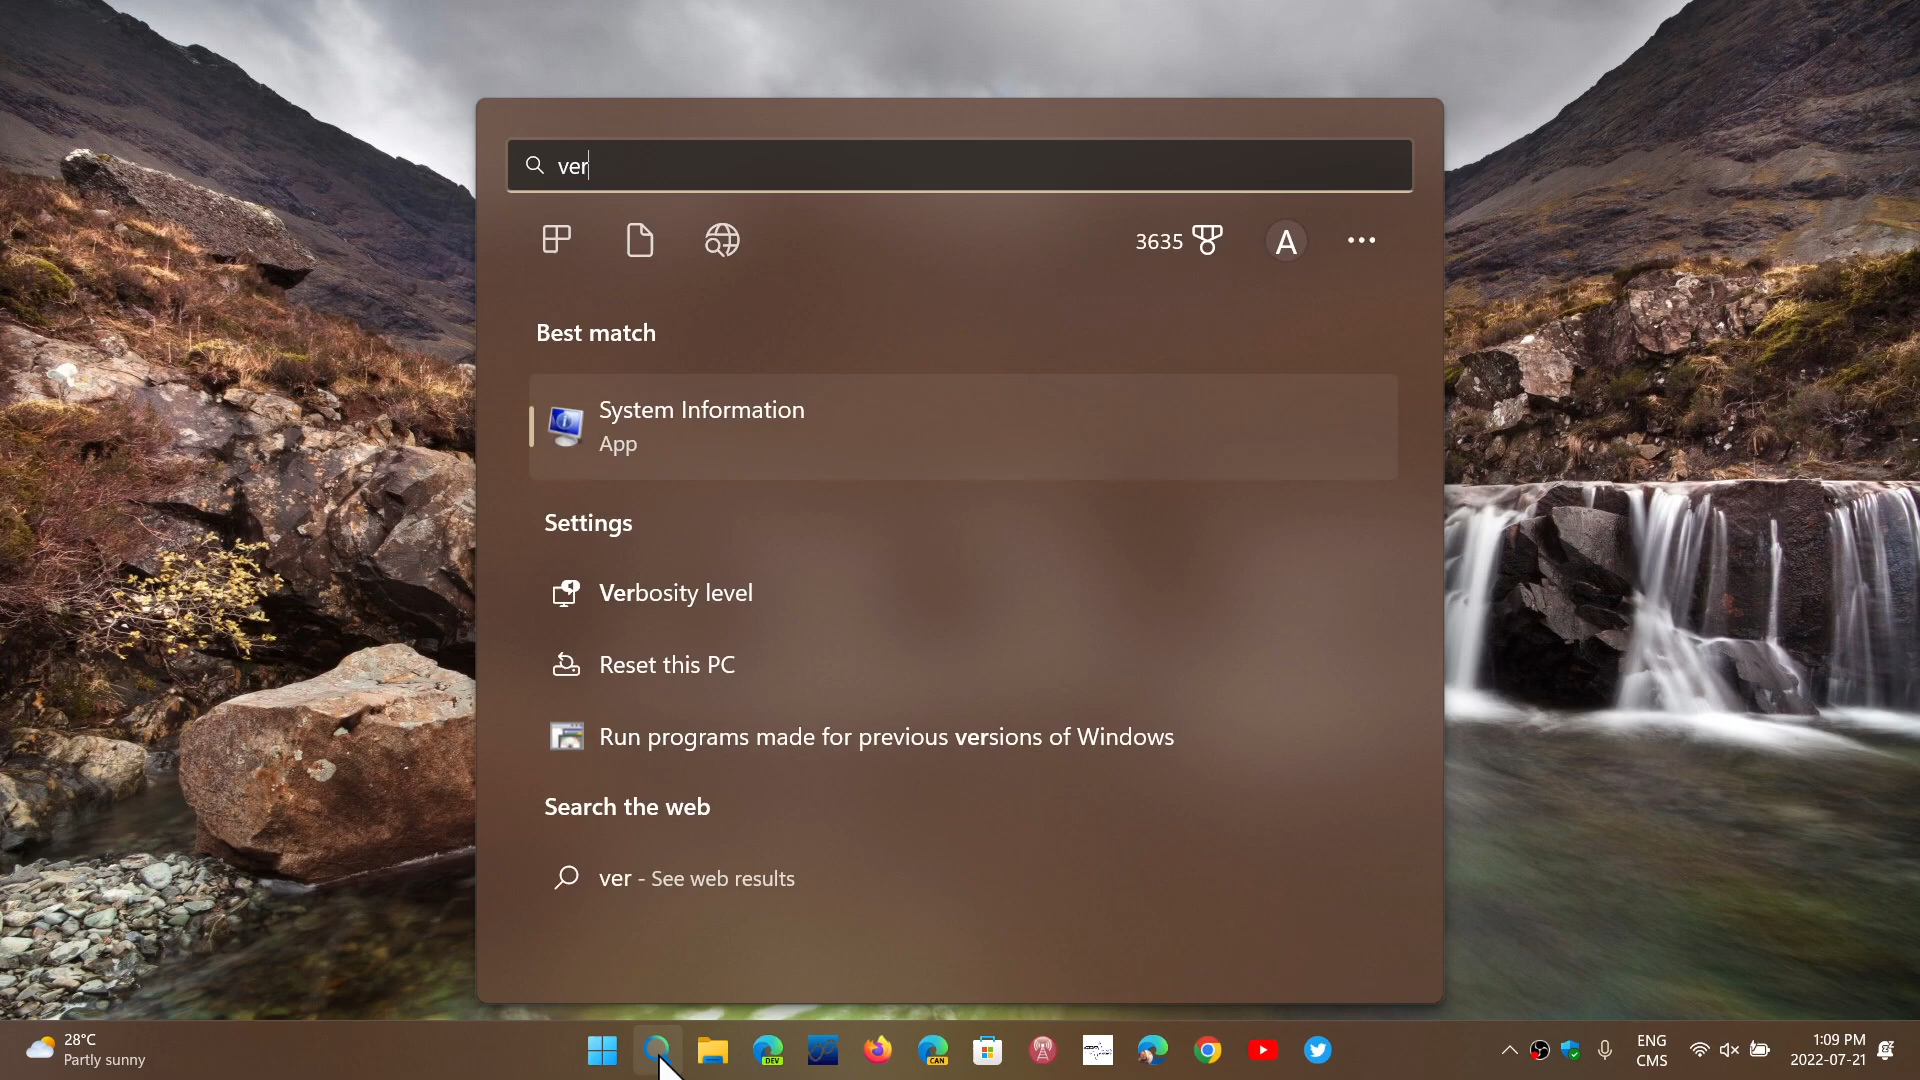 ver
3635
A
Best match
System Information
App
Settings
Verbosity level
Reset this PC
Run programs made for previous versions of Windows
Search the web
ver - See web results
28°C
Partly sunny
DEV
CAN
ENG
CMS
1:09 PM
2022-07-21